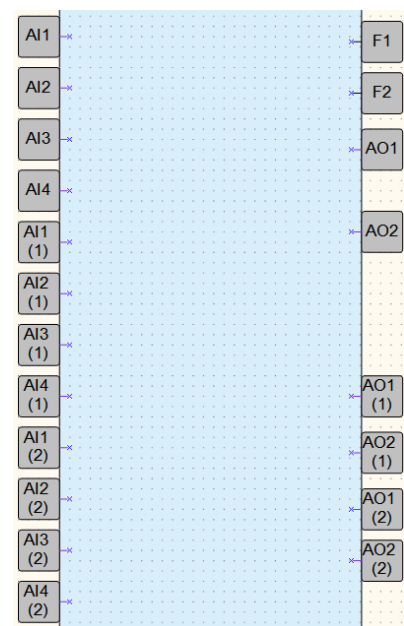 AI1
AI2
AI3
AI4
AI1
(1)
AI2
(1)
AI3
(1)
AI4
(1)
AI1
(2)
AI2
(2)
AI3
(2)
AI4
(2)
F1
F2
AO1
AO2
AO1
(1)
AO2
(1)
AO1
(2)
AO2
(2)